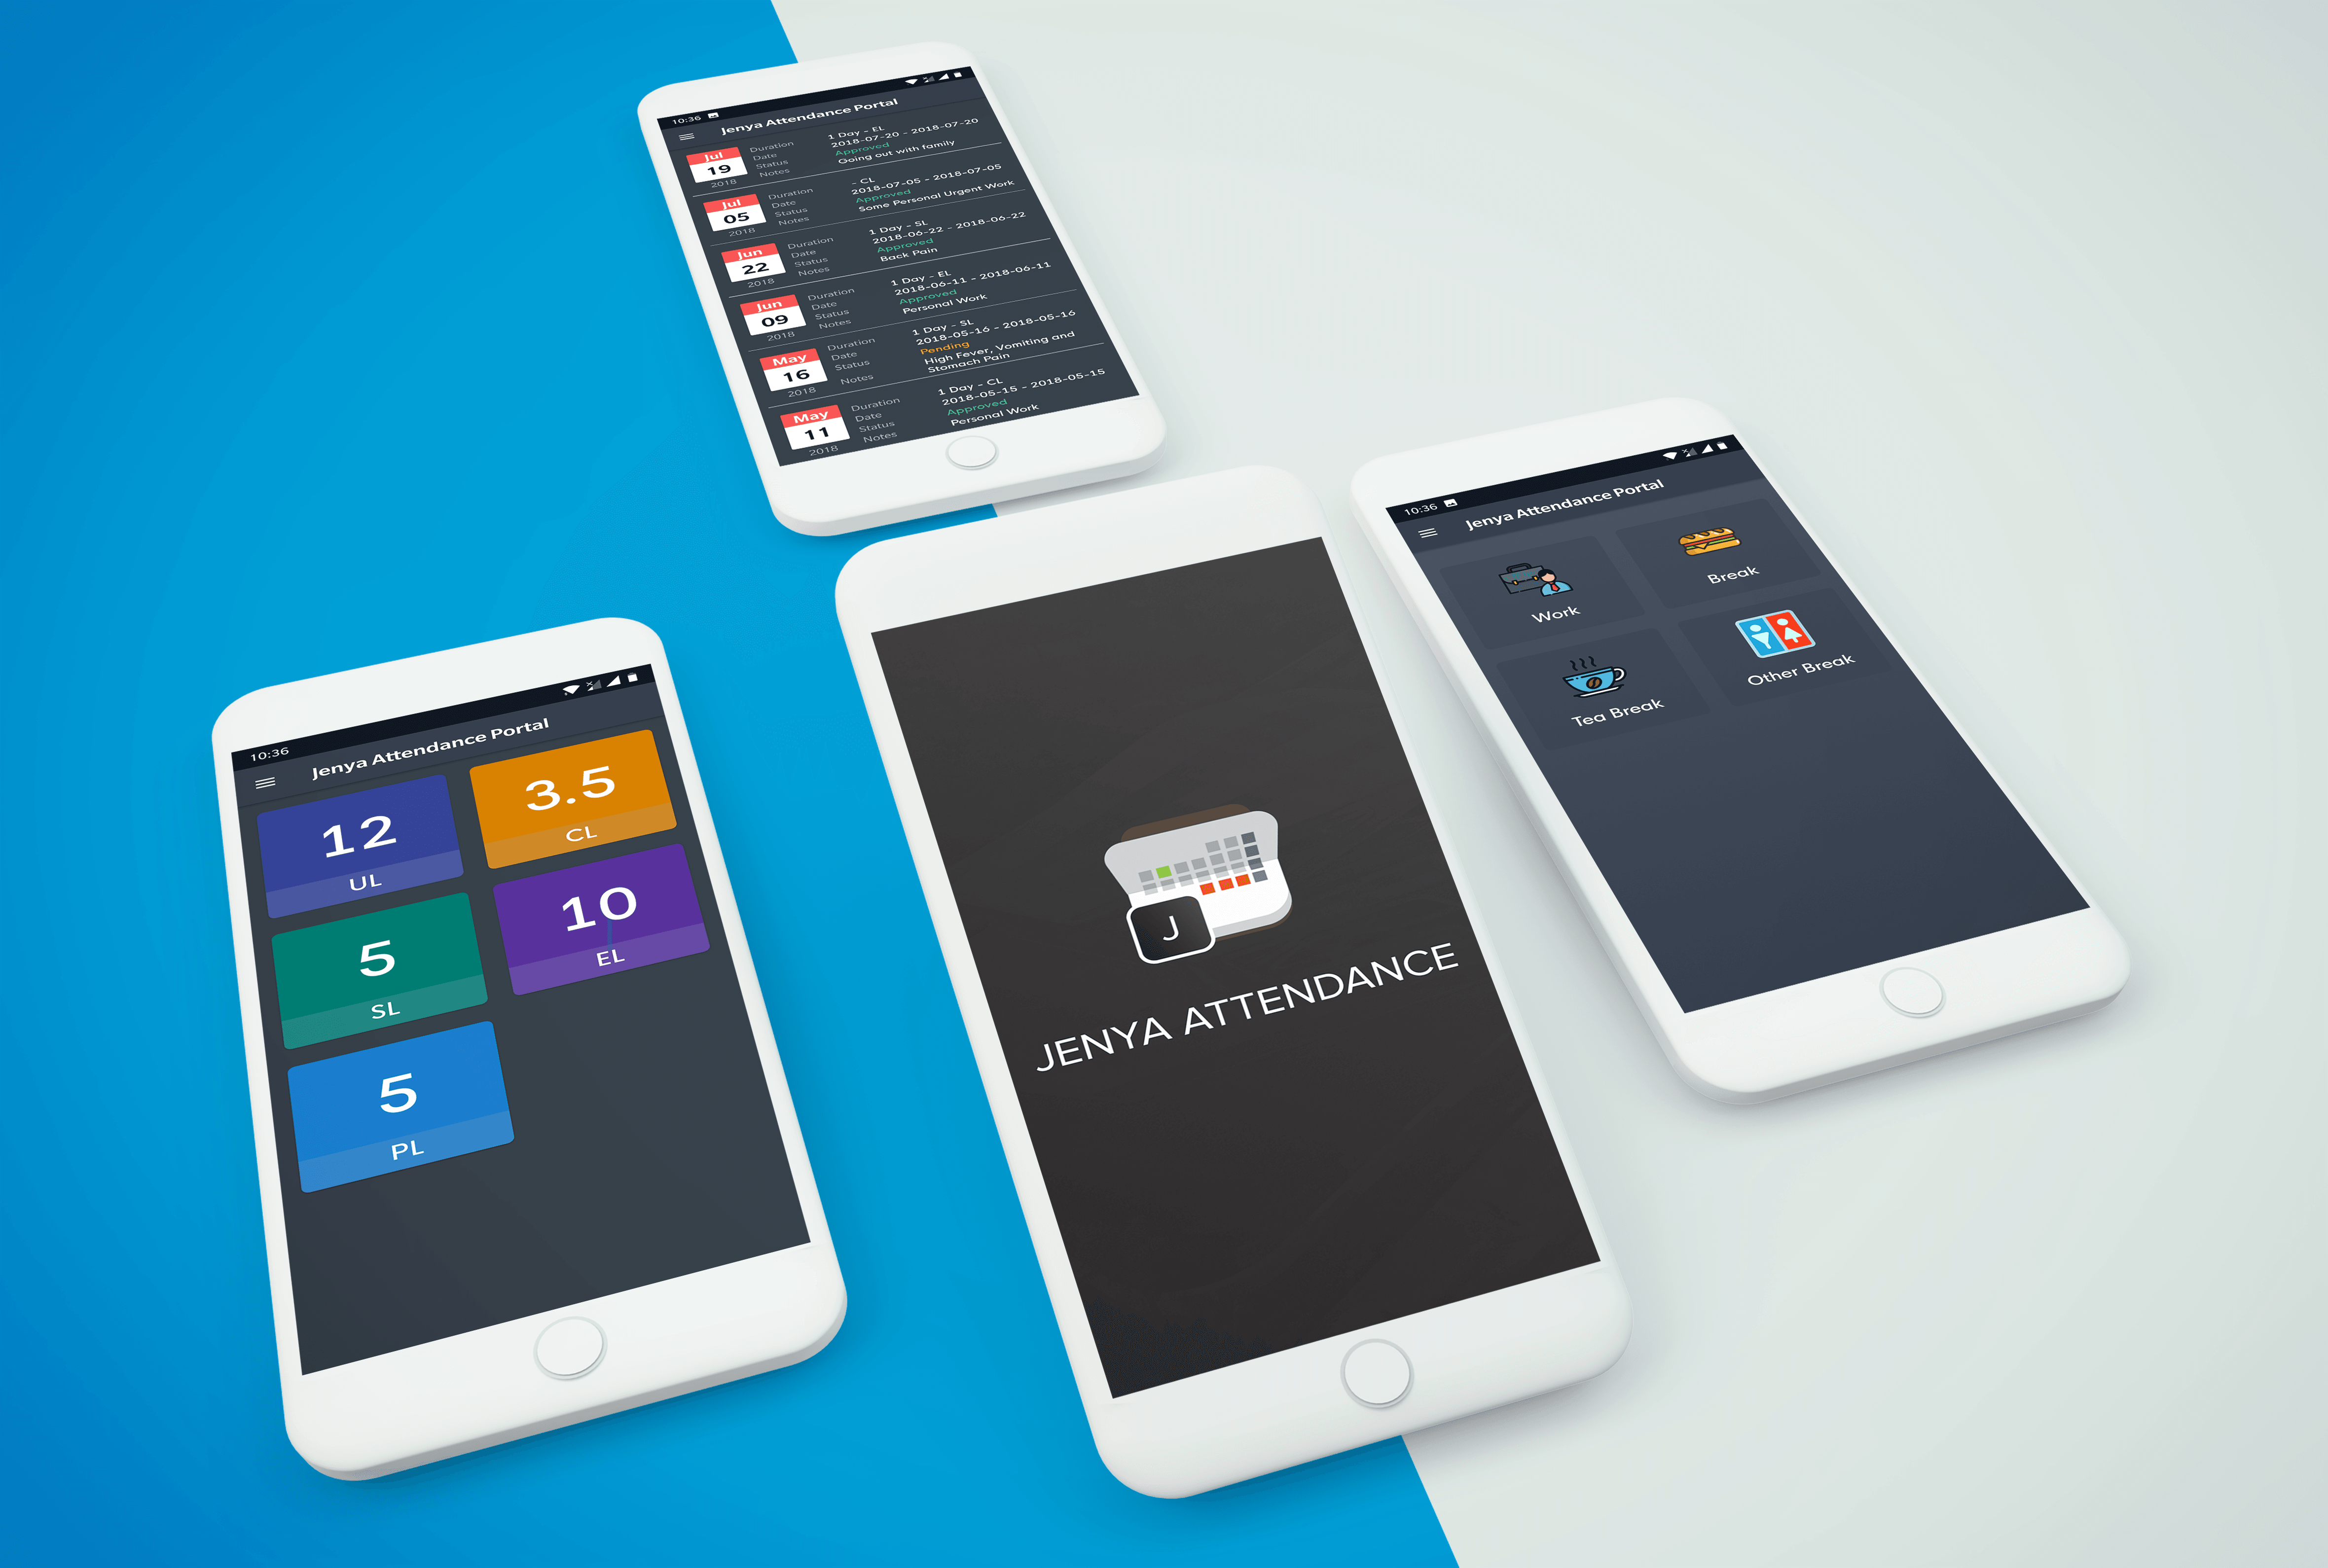 10:36
Jenya Attendance Portal
Jul
19
2018
Duration 1 Day - EL
Date 2018-07-20 - 2018-07-20
Status Approved
Notes Going out with family
Jul
05
2018
Duration - CL
Date 2018-07-05 - 2018-07-05
Status Approved
Notes Some Personal Urgent Work
Jun
22
2018
Duration 1 Day - SL
Date 2018-06-22 - 2018-06-22
Status Approved
Notes Back Pain
Jun
09
2018
Duration 1 Day - EL
Date 2018-06-11 - 2018-06-11
Status Approved
Notes Personal Work
May
16
2018
Duration 1 Day - SL
Date 2018-05-16 - 2018-05-16
Status Pending
Notes High Fever, Vomiting and
Stomach Pain
May
11
2018
Duration 1 Day - CL
Date 2018-05-15 - 2018-05-15
Status Approved
Notes Personal Work
10:36
Jenya Attendance Portal
Work
Break
Tea Break
Other Break
10:36
Jenya Attendance Portal
12
UL
3.5
CL
5
SL
10
EL
5
PL
J
JENYA ATTENDANCE